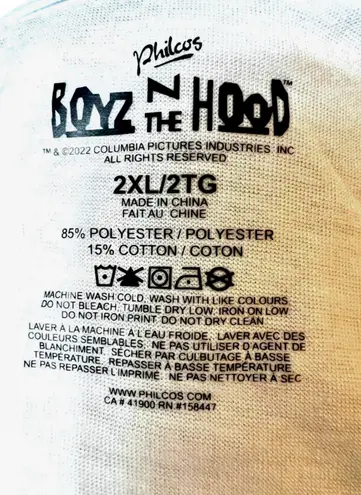 Philcos
BOYZ N THE HOOD™
™ & ©2022 COLUMBIA PICTURES INDUSTRIES, INC.
ALL RIGHTS RESERVED
2XL/2TG
MADE IN CHINA
FAIT AU CHINE
85% POLYESTER / POLYESTER
15% COTTON / COTON
MACHINE WASH COLD, WASH WITH LIKE COLOURS.
DO NOT BLEACH, TUMBLE DRY LOW. IRON ON LOW
DO NOT IRON PRINT. DO NOT DRY CLEAN.
LAVER À LA MACHINE A L'EAU FROIDE. LAVER AVEC DES
COULEURS SEMBLABLES. NE PAS UTILISER D'AGENT DE
BLANCHIMENT. SÉCHER PAR CULBUTAGE À BASSE
TEMPÉRATURE. REPASSER À BASSE TEMPÉRATURE.
NE PAS REPASSER L'IMPRIMÉ. NE PAS NETTOYER À SEC
WWW.PHILCOS.COM
CA # 41900 RN #158447